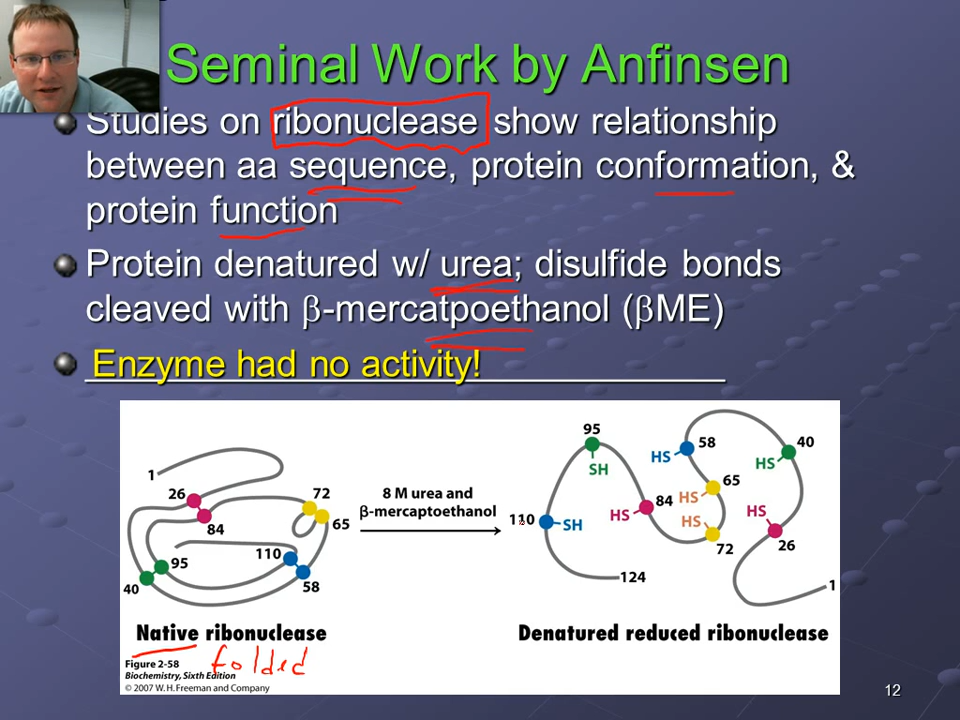 Seminal Work by Anfinsen
Studies on ribonuclease show relationship
between aa sequence, protein conformation, &
protein function
Protein denatured w/ urea; disulfide bonds
cleaved with β-mercatpoethanol (βME)
Enzyme had no activity!
1
26
84
72
65
95
40
110
58
Native ribonuclease
folded
8 M urea and
β-mercaptoethanol
95
SH
110
SH
124
HS
84
HS
58
HS
65
HS
72
HS
40
HS
26
1
Denatured reduced ribonuclease
Figure 2-58
Biochemistry, Sixth Edition
© 2007 W. H. Freeman and Company
12